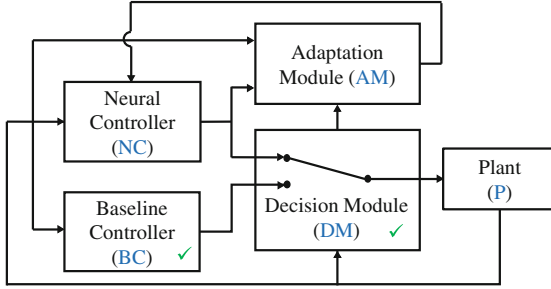 Adaptation
Module (AM)
Neural
Controller
(NC)
Plant
(P)
Baseline
Controller
(BC)
Decision Module
(DM)